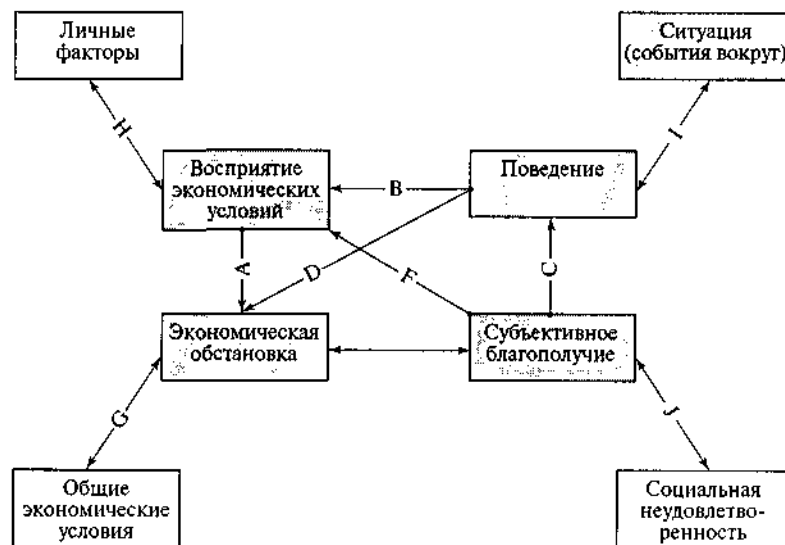 Личные
факторы
Ситуация
(события вокруг)
H
I
Восприятие
экономических
условий
B
Поведение
A
D
F
C
Экономическая
обстановка
Субъективное
благополучие
G
J
Общие
экономические
условия
Социальная
неудовлетво-
ренность